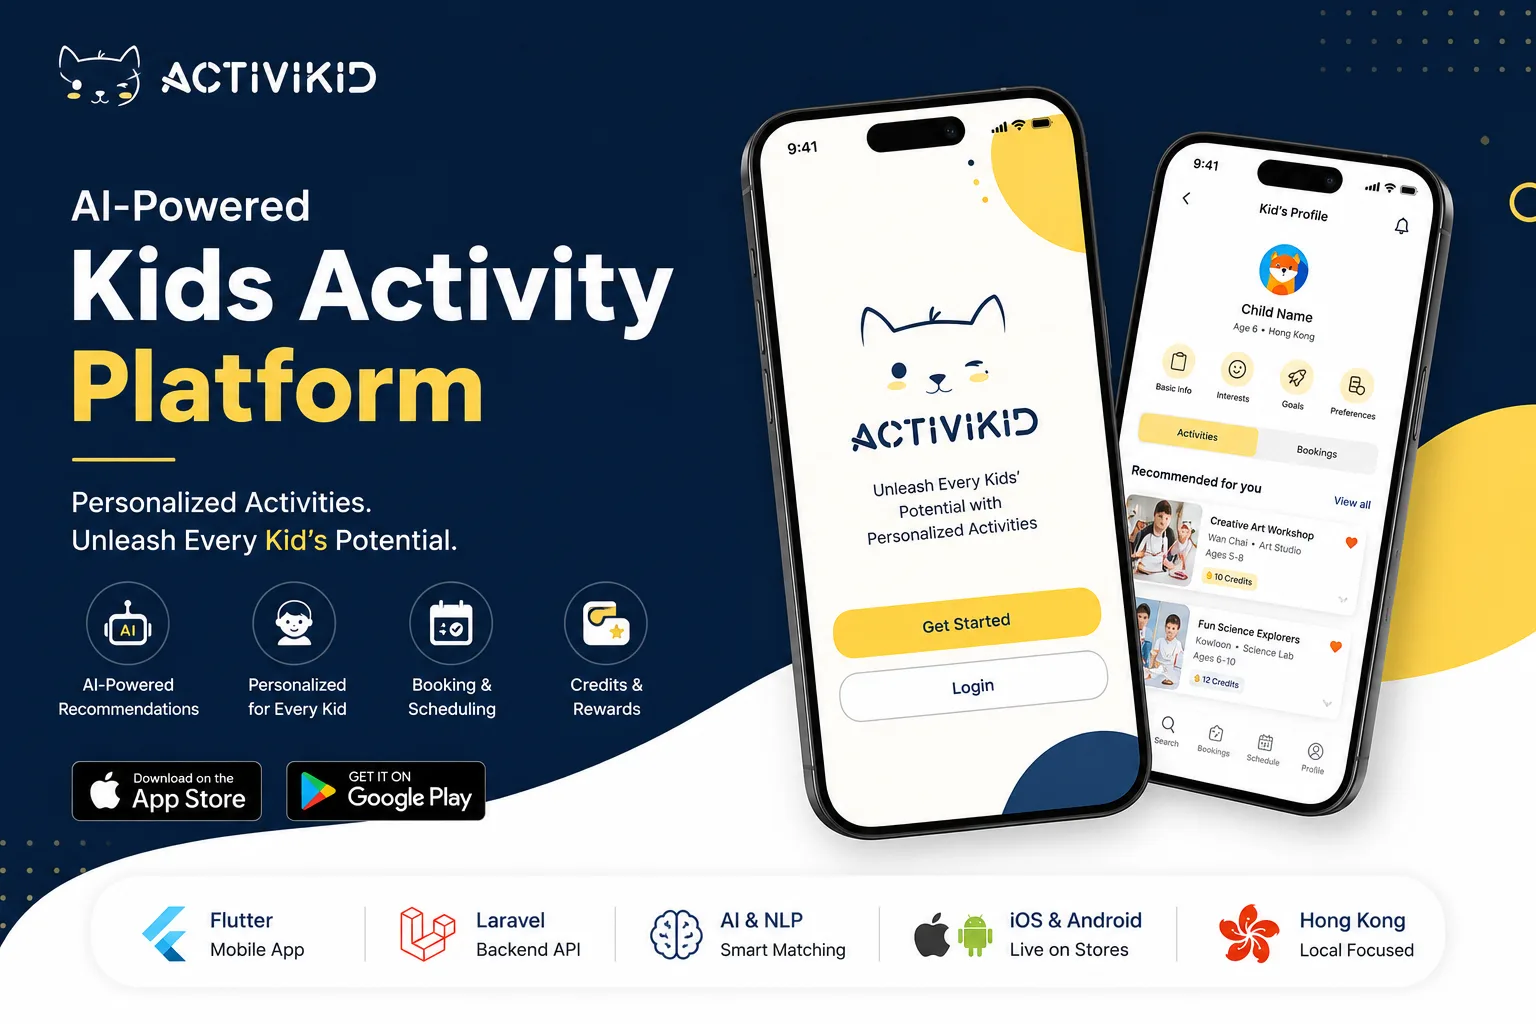 ACTIVIKID
AI-Powered
Kids Activity
Platform
Personalized Activities.
Unleash Every Kid's Potential.
AI
AI-Powered
Recommendations
Personalized
for Every Kid
Booking &
Scheduling
Credits &
Rewards
Download on the
App Store
GET IT ON
Google Play
9:41
ACTIVIKID
Unleash Every Kids'
Potential with
Personalized Activities
Get Started
Login
9:41
Kid's Profile
Child Name
Age 6 • Hong Kong
Basic Info
Interests
Goals
Preferences
Activities
Bookings
Recommended for you
View all
Creative Art Workshop
Wan Chai • Art Studio
Ages 5-8
10 Credits
Fun Science Explorers
Kowloon • Science Lab
Ages 6-10
12 Credits
Search
Bookings
Schedule
Profile
Flutter
Mobile App
Laravel
Backend API
AI & NLP
Smart Matching
iOS & Android
Live on Stores
Hong Kong
Local Focused